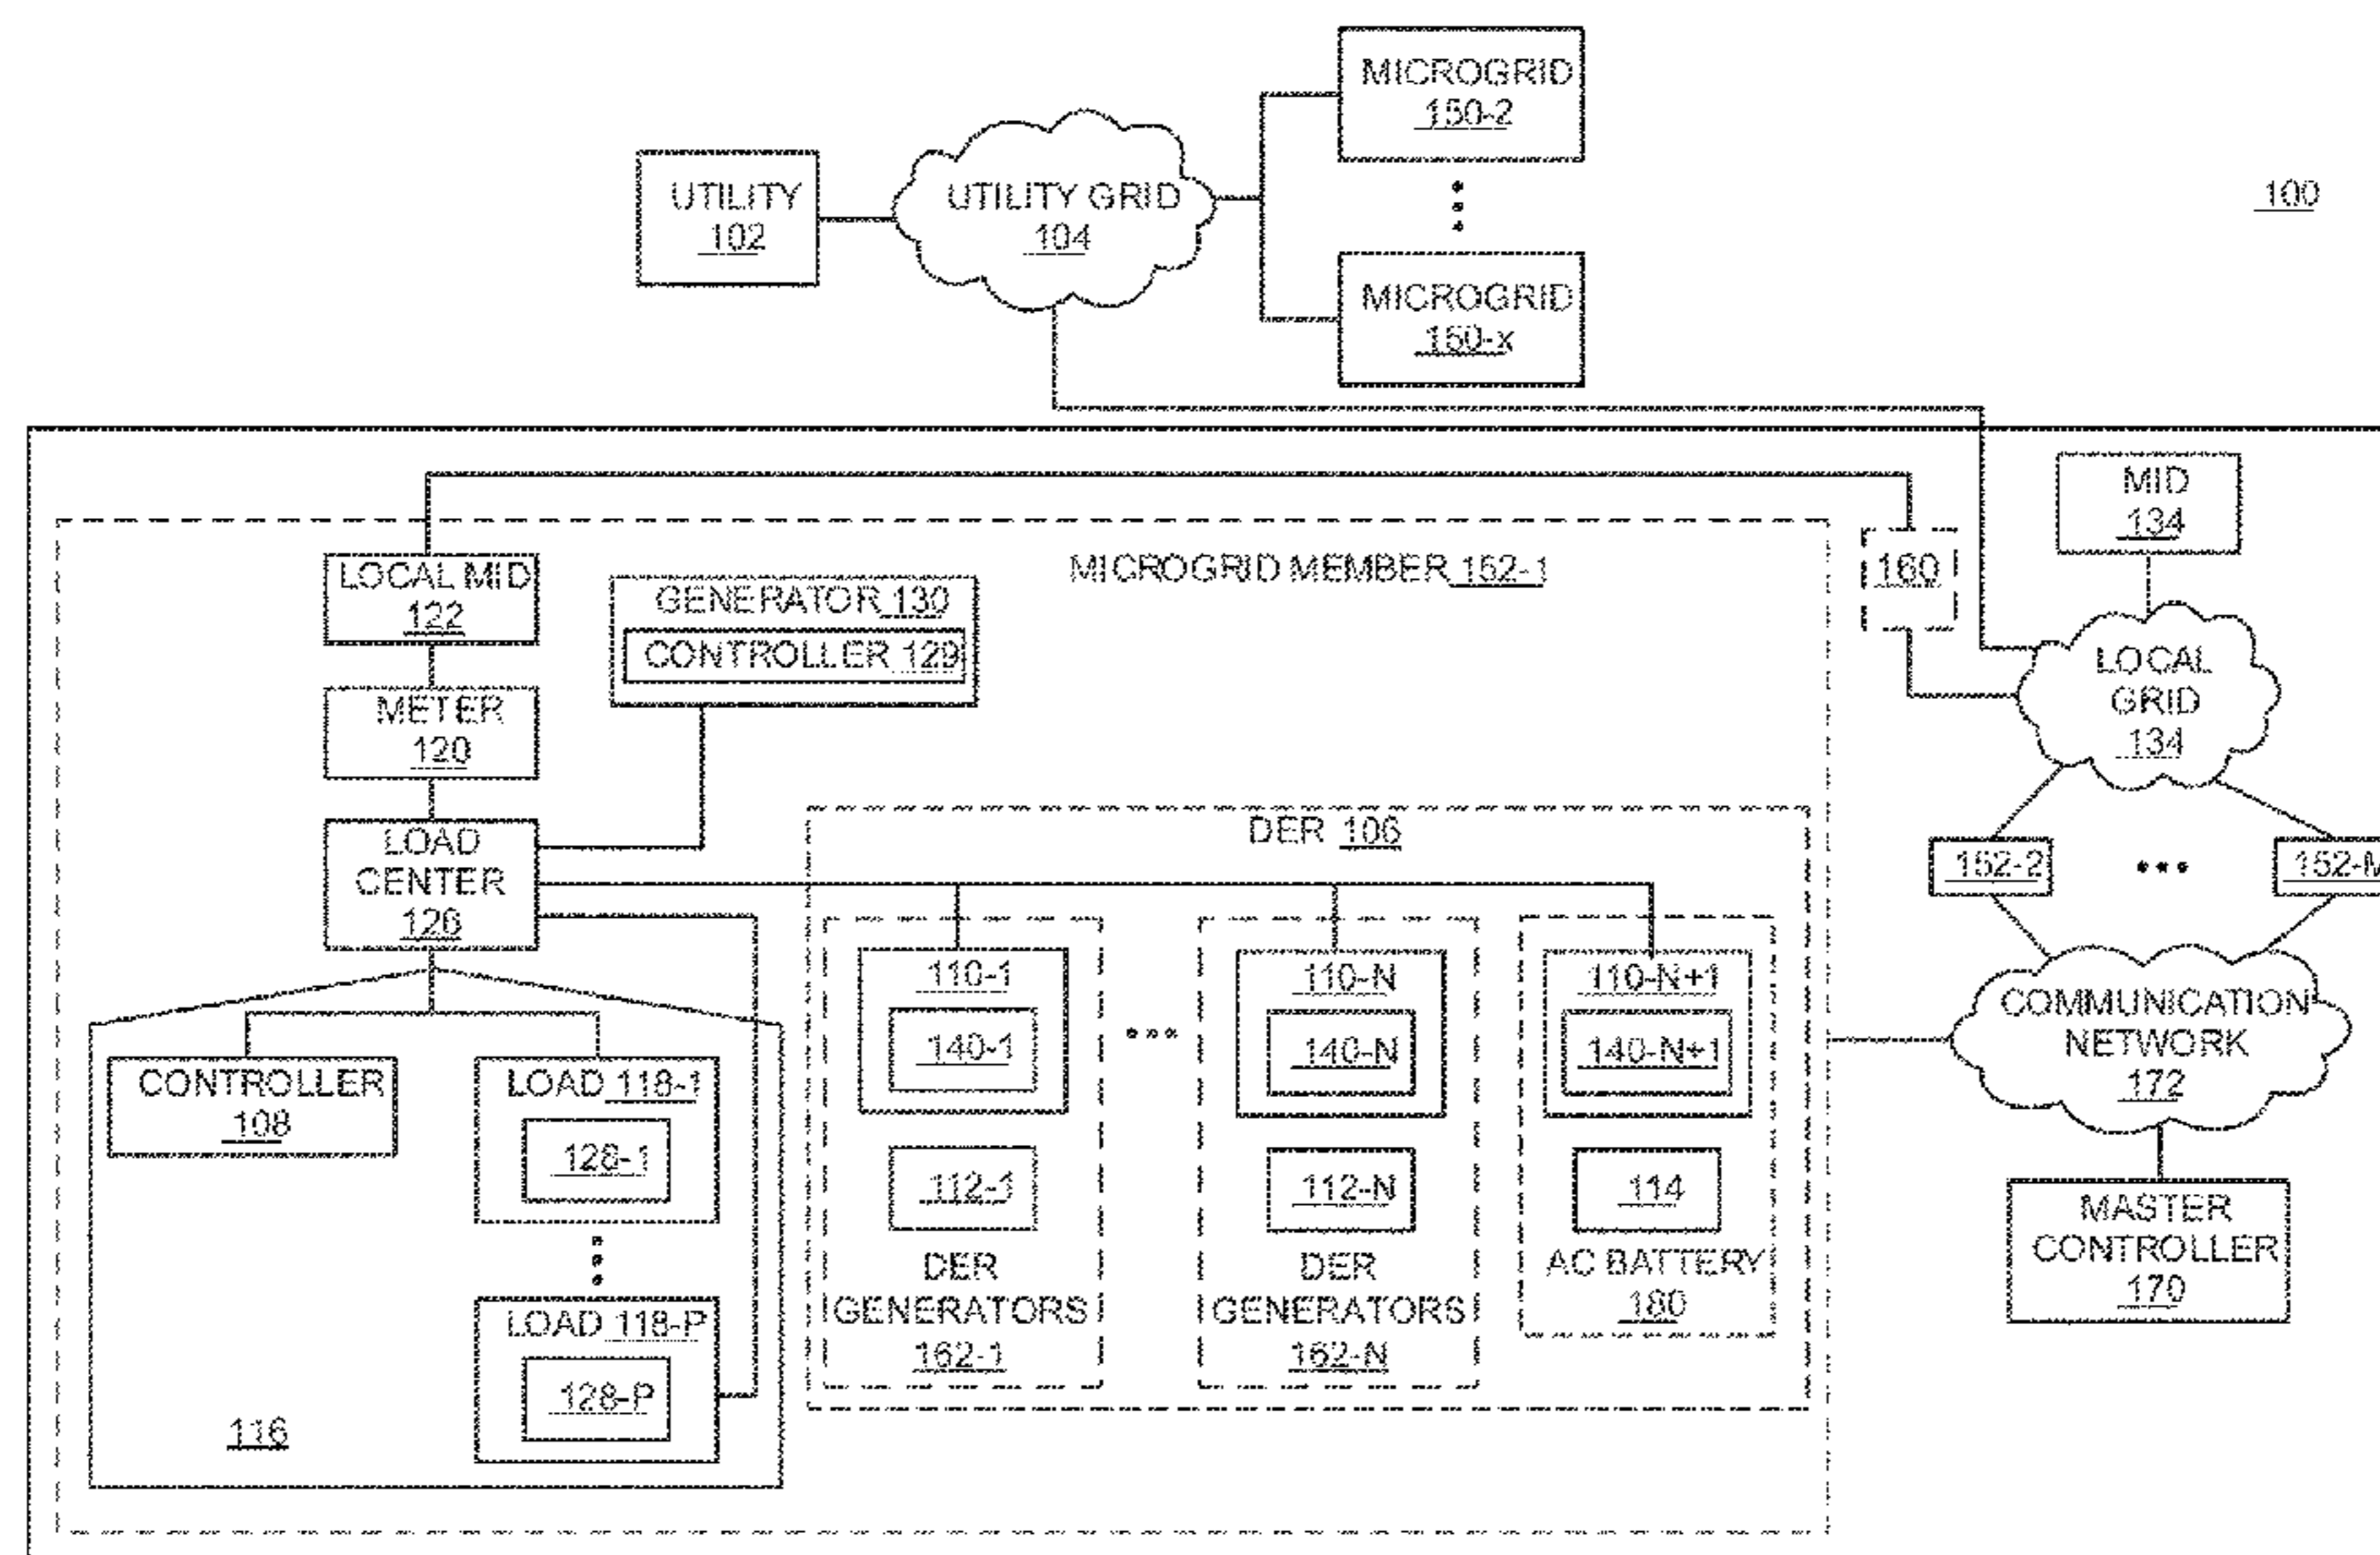 MICROGRID
150-2
UTILITY
102
UTILITY GRID
104
100
MICROGRID
150-x
MID
134
LOCAL MID
122
GENERATOR 130
CONTROLLER 129
MICROGRID MEMBER 152-1
160
LOCAL
GRID
134
METER
120
LOAD
CENTER
126
DER 106
152-2
152-M
110-1
140-1
112-1
DER
GENERATORS
162-1
110-N
140-N
112-N
DER
GENERATORS
162-N
110-N+1
140-N+1
114
AC BATTERY
180
COMMUNICATION
NETWORK
172
CONTROLLER
108
LOAD 118-1
128-1
LOAD 118-P
128-P
116
MASTER
CONTROLLER
170